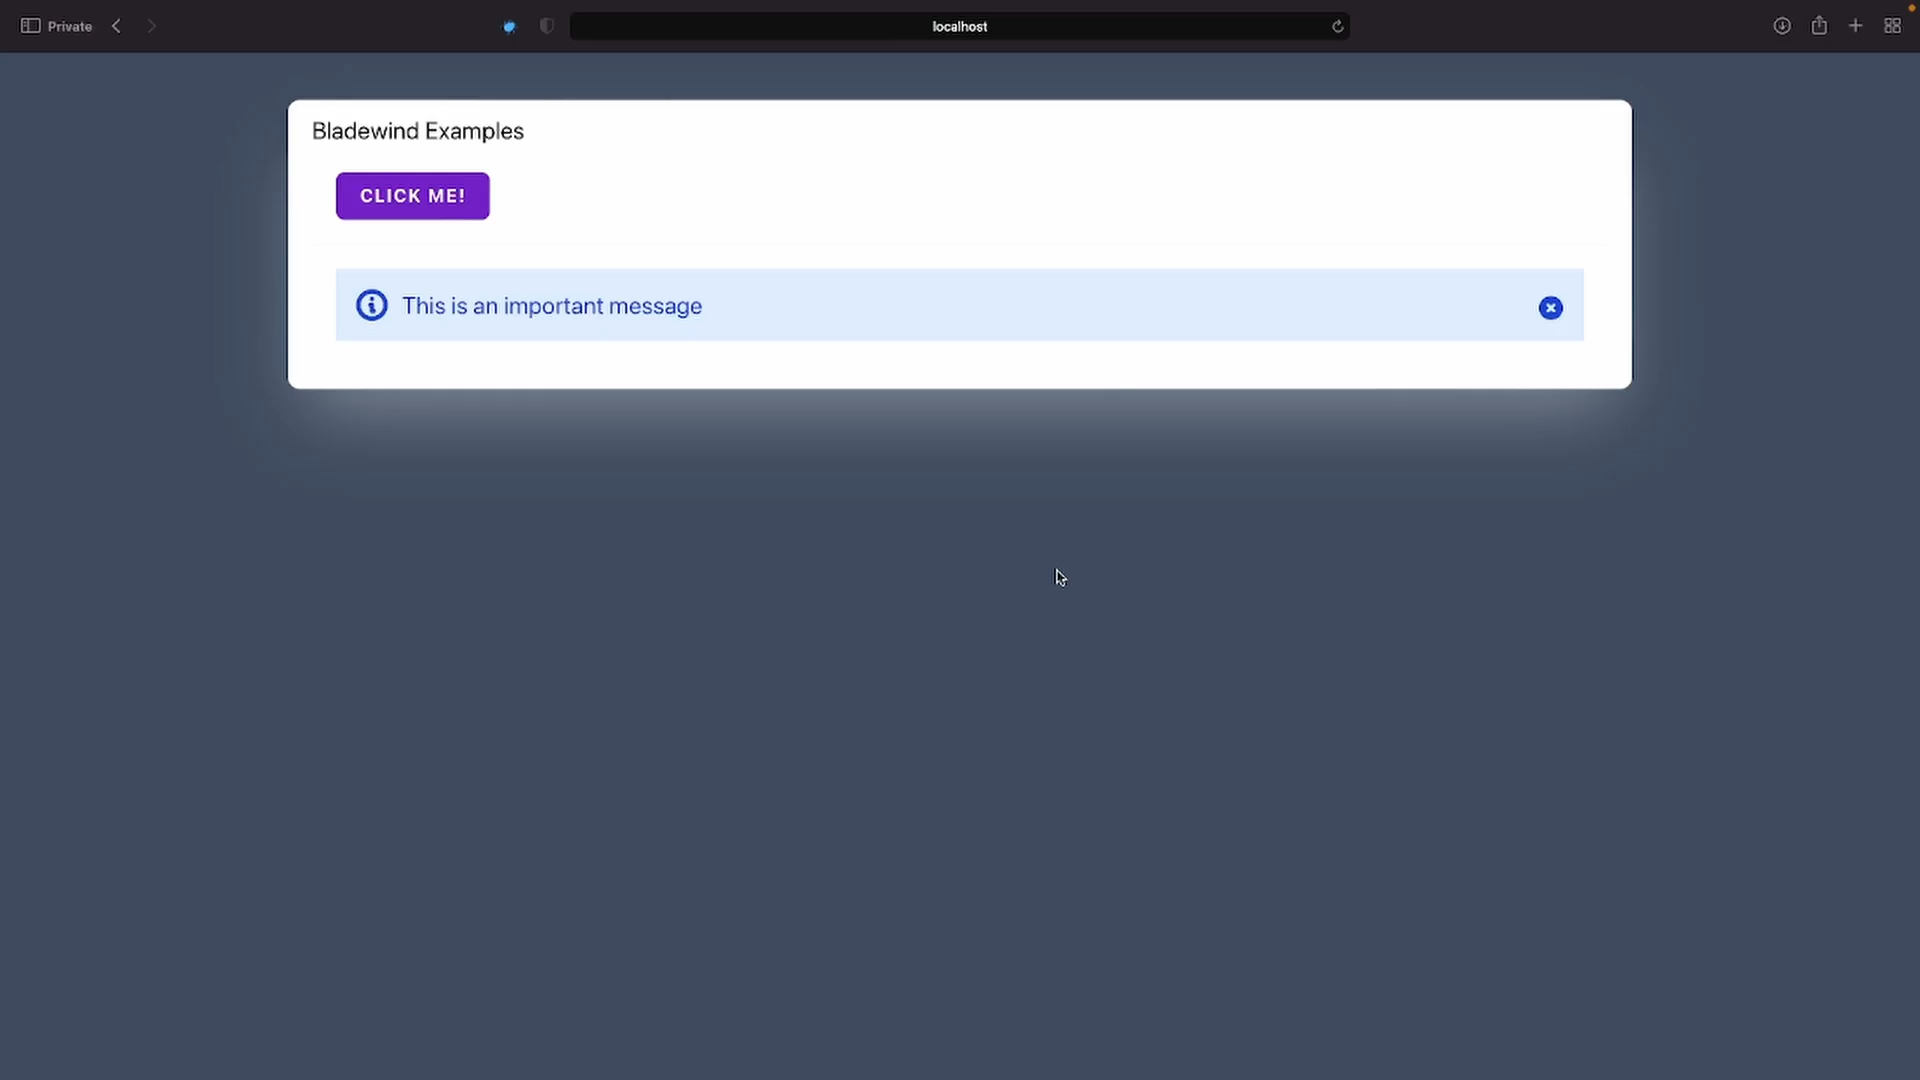 Private
localhost
Bladewind Examples
CLICK ME!
This is an important message